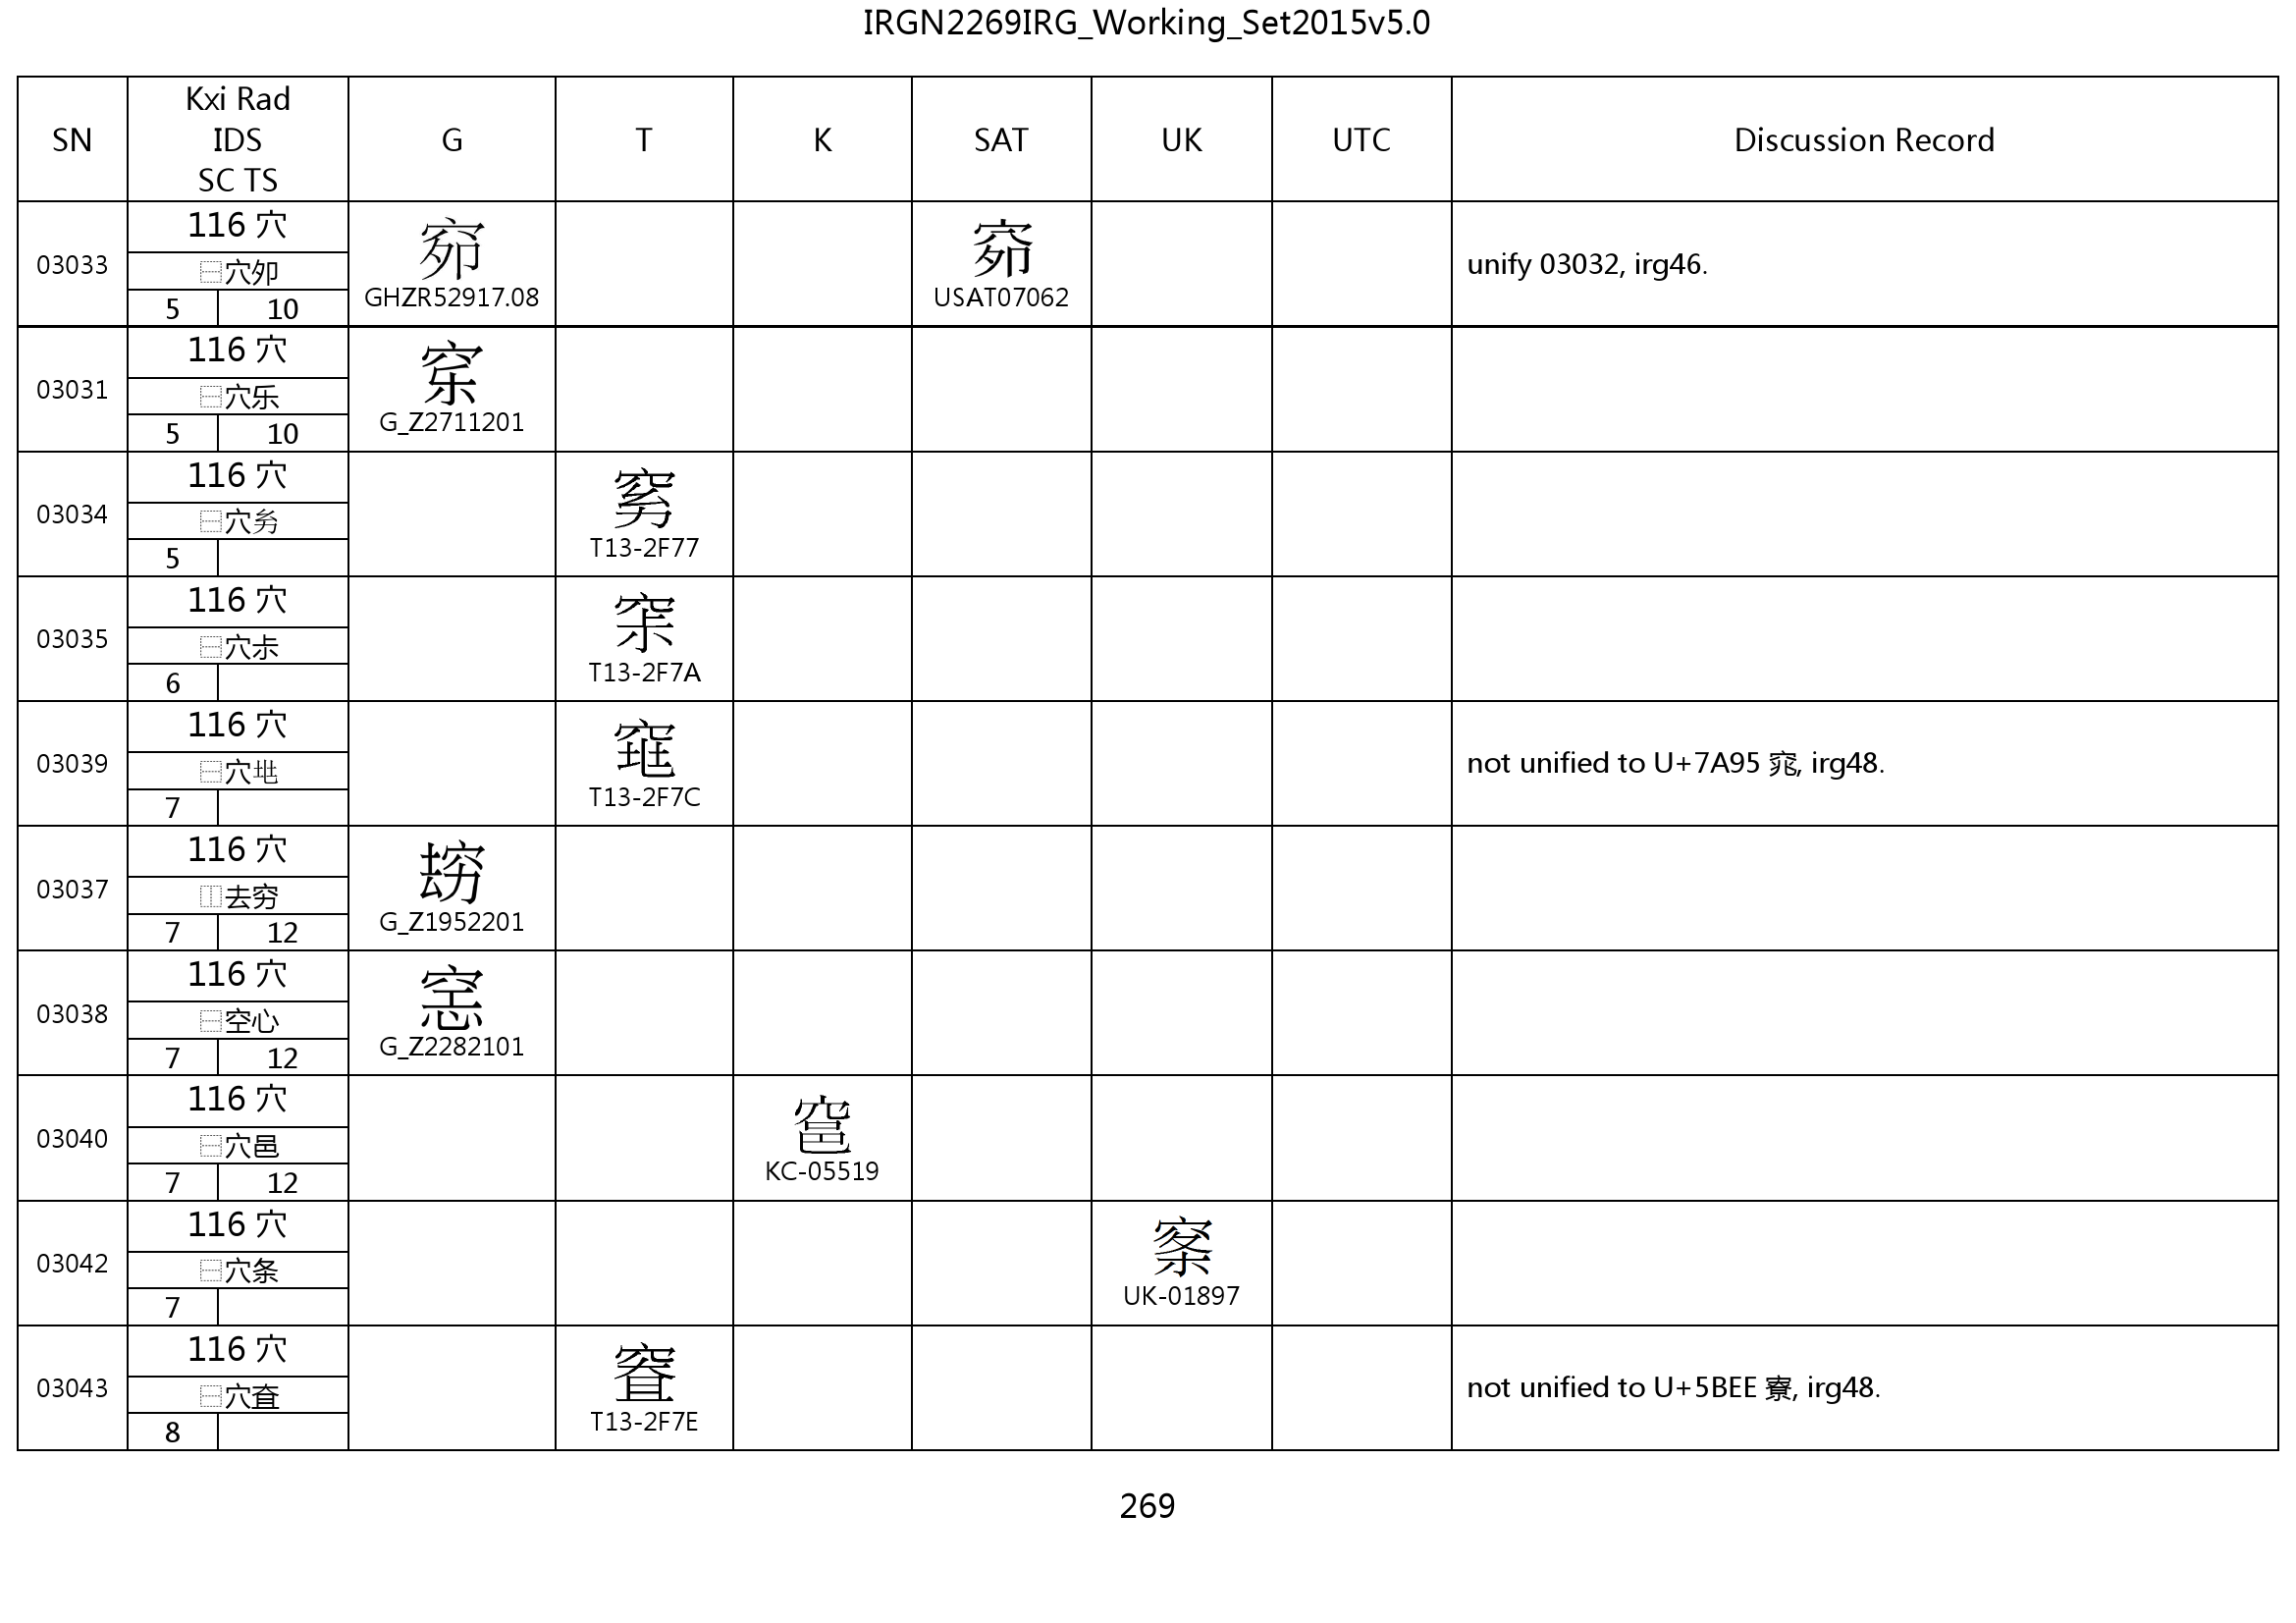 IRGN2269IRG_Working_Set2015v5.0
SN
Kxi Rad
IDS
SC TS
G
T
K
SAT
UK
UTC
Discussion Record
03033
116 穴
⿱穴夘
5 10
GHZR52917.08
USAT07062
unify 03032, irg46.
03031
116 穴
⿱穴乐
5 10
G_Z2711201
03034
116 穴
⿱穴
5
T13-2F77
03035
116 穴
⿱穴
6
T13-2F7A
03039
116 穴
⿱穴
7
T13-2F7C
not unified to U+7A95 窕, irg48.
03037
116 穴
⿰去穷
7 12
G_Z1952201
03038
116 穴
⿱空心
7 12
G_Z2282101
03040
116 穴
⿱穴邑
7 12
KC-05519
03042
116 穴
⿱穴条
7
UK-01897
03043
116 穴
⿱穴
8
T13-2F7E
not unified to U+5BEE 寮, irg48.
269